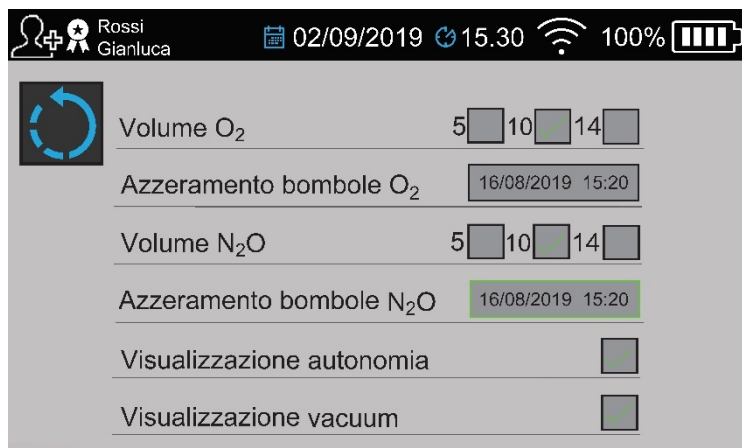 Rossi
Gianluca
02/09/2019 15.30 100%
Volume O₂ 5 10 14
Azzeramento bombole O₂ 16/08/2019 15:20
Volume N₂O 5 10 14
Azzeramento bombole N₂O 16/08/2019 15:20
Visualizzazione autonomia
Visualizzazione vacuum